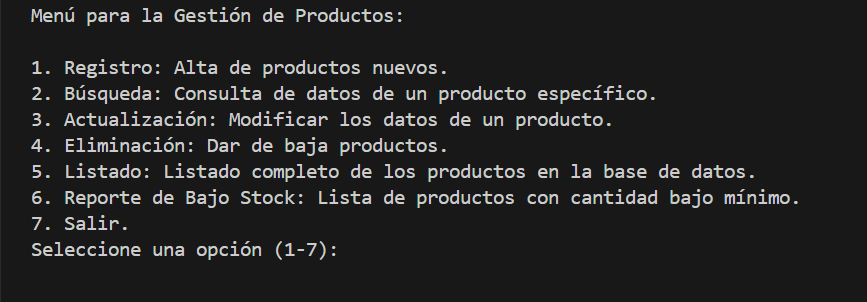 Menú para la Gestión de Productos:
1. Registro: Alta de productos nuevos.
2. Búsqueda: Consulta de datos de un producto específico.
3. Actualización: Modificar los datos de un producto.
4. Eliminación: Dar de baja productos.
5. Listado: Listado completo de los productos en la base de datos.
6. Reporte de Bajo Stock: Lista de productos con cantidad bajo mínimo.
7. Salir.
Seleccione una opción (1-7):